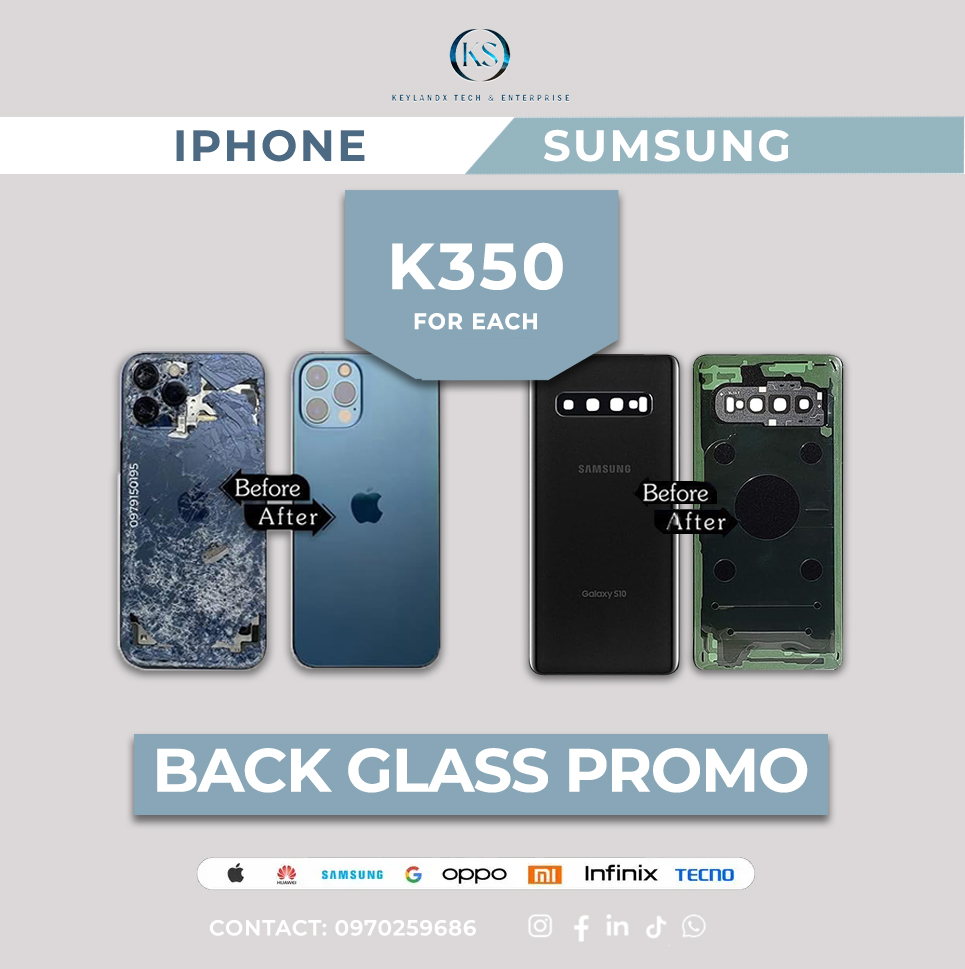 KS
KEYLANDX TECH & ENTERPRISE
IPHONE
SUMSUNG
K350
FOR EACH
0979150195
Before
After
SAMSUNG
Galaxy S10
Before
After
BACK GLASS PROMO
HUAWEI
SAMSUNG
G
oppo
mi
Infinix
TECNO
CONTACT: 0970259686